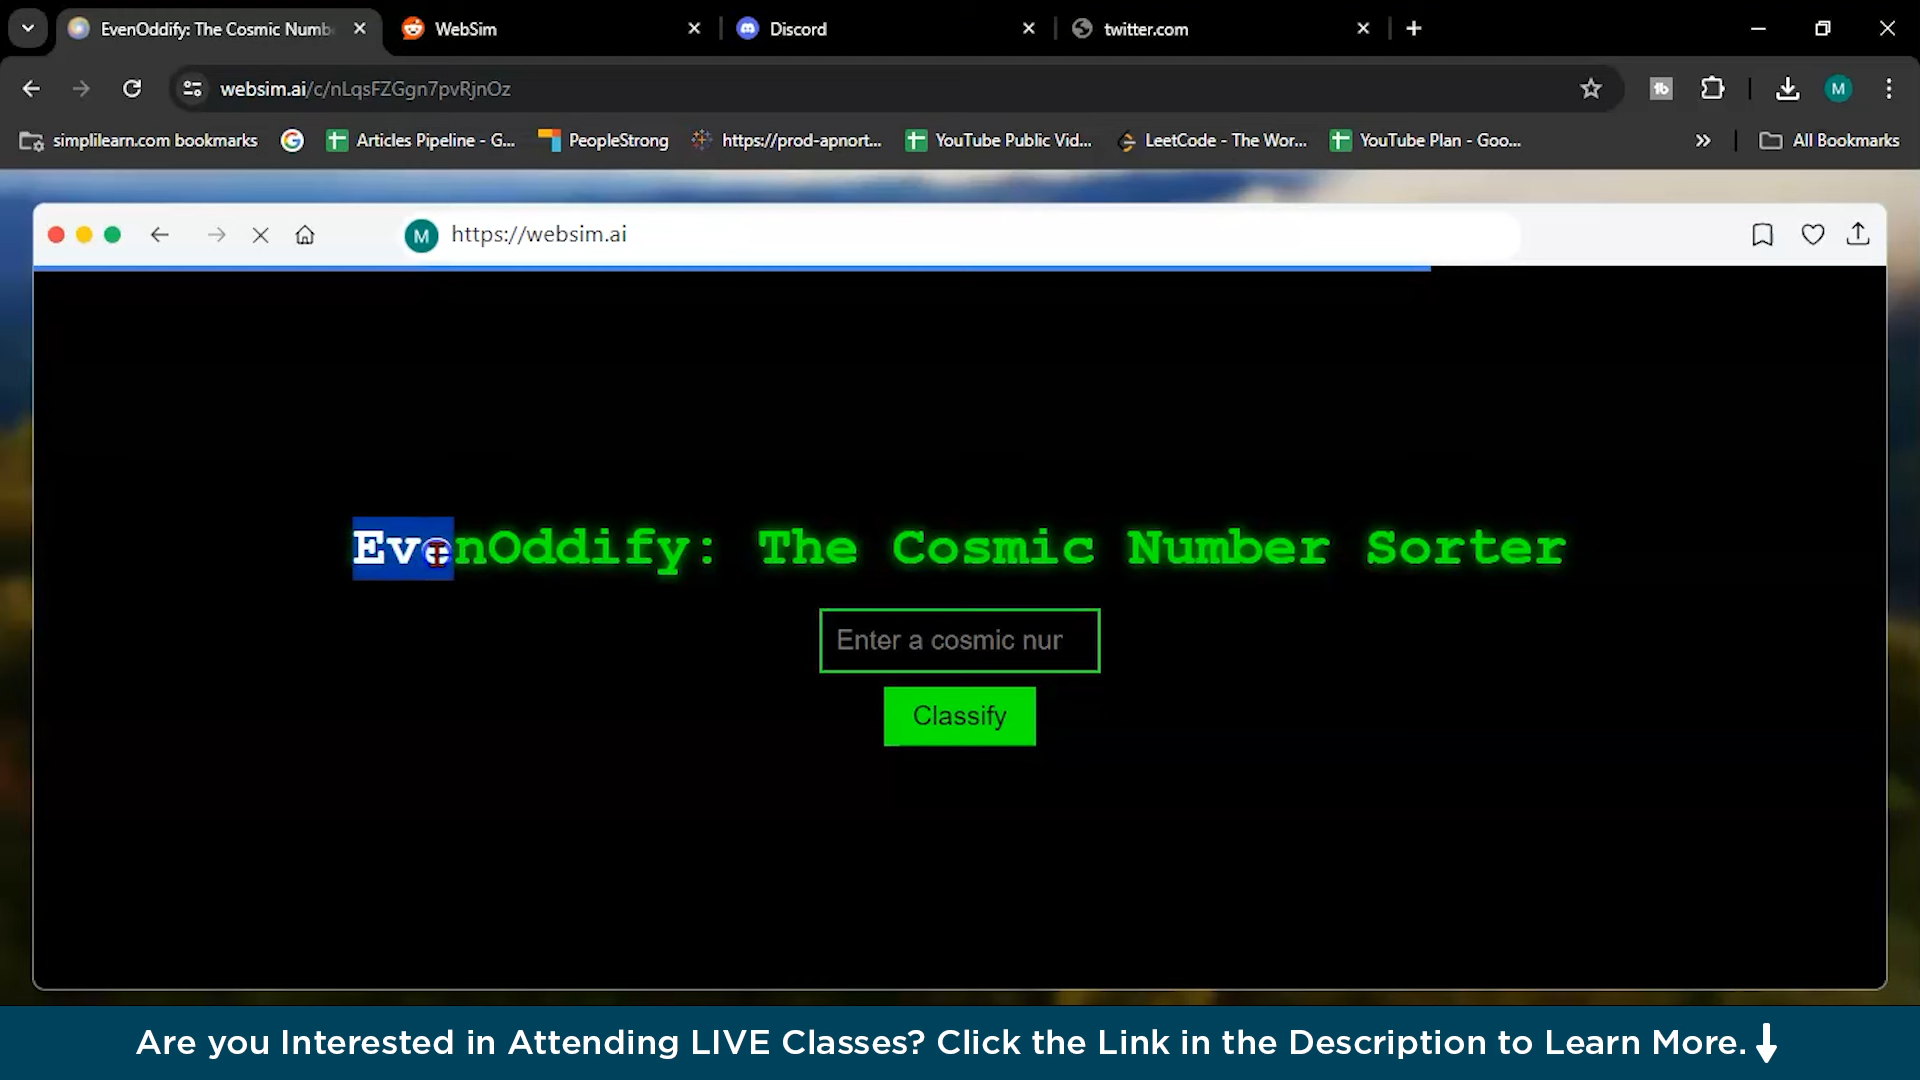 EvenOddify: The Cosmic Numb
WebSim
Discord
twitter.com
websim.ai/c/nLqsFZGgn7pvRjnOz
M
simplilearn.com bookmarks
Articles Pipeline - G...
PeopleStrong
https://prod-apnort...
YouTube Public Vid...
LeetCode - The Wor...
YouTube Plan - Goo...
All Bookmarks
M
https://websim.ai
EvenOddify: The Cosmic Number Sorter
Enter a cosmic nur
Classify
Are you Interested in Attending LIVE Classes? Click the Link in the Description to Learn More.